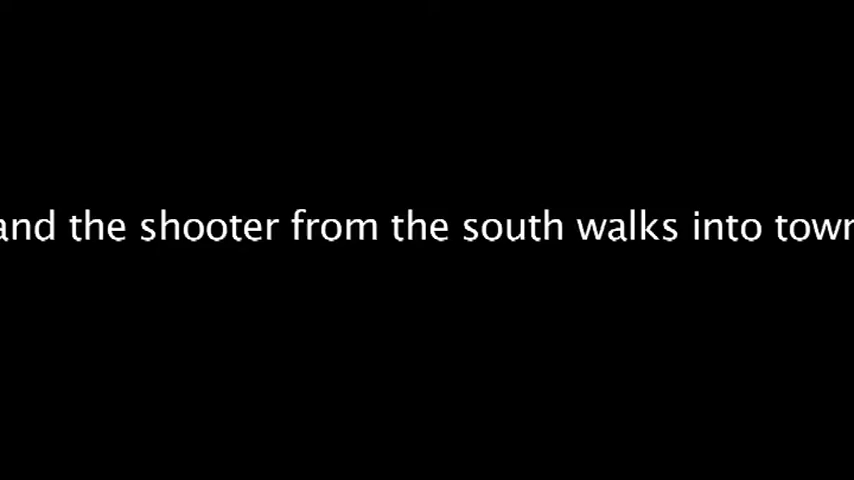 and the shooter from the south walks into town